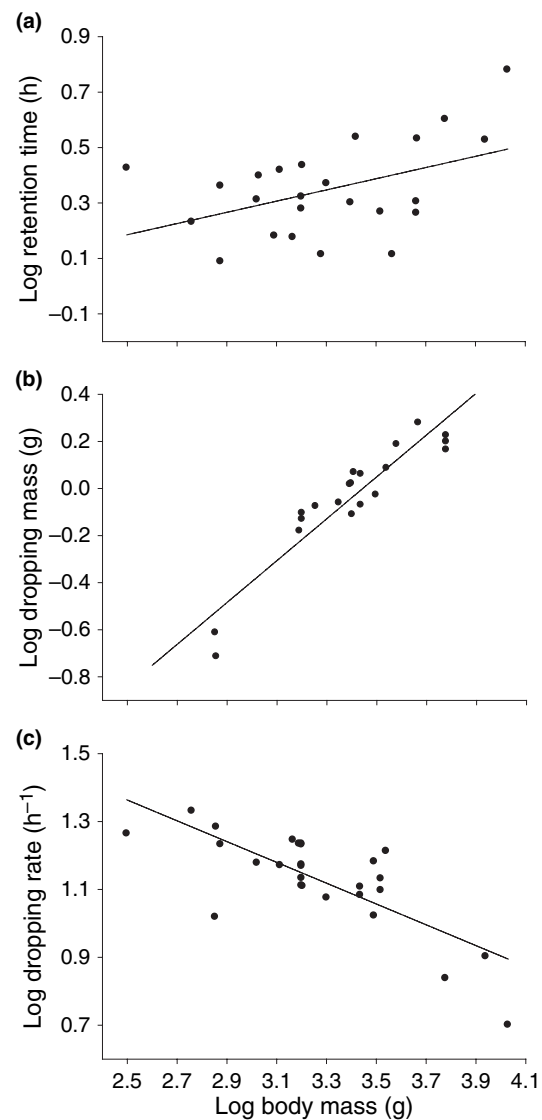 (a)
0.9
0.7
0.5
0.3
0.1
–0.1
Log retention time (h)
(b)
0.4
0.2
0.0
–0.2
–0.4
–0.6
–0.8
Log dropping mass (g)
(c)
1.5
1.3
1.1
0.9
0.7
Log dropping rate (h⁻¹)
2.5 2.7 2.9 3.1 3.3 3.5 3.7 3.9 4.1
Log body mass (g)